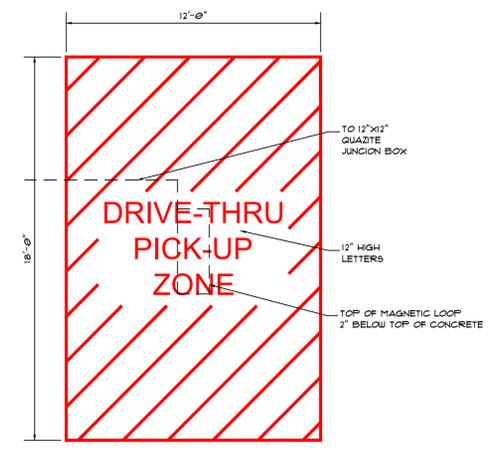 12'-0"
TO 12"X12"
QUAZITE
JUNCION BOX
DRIVE-THRU
PICK-UP
ZONE
18'-0"
12" HIGH
LETTERS
TOP OF MAGNETIC LOOP
2" BELOW TOP OF CONCRETE